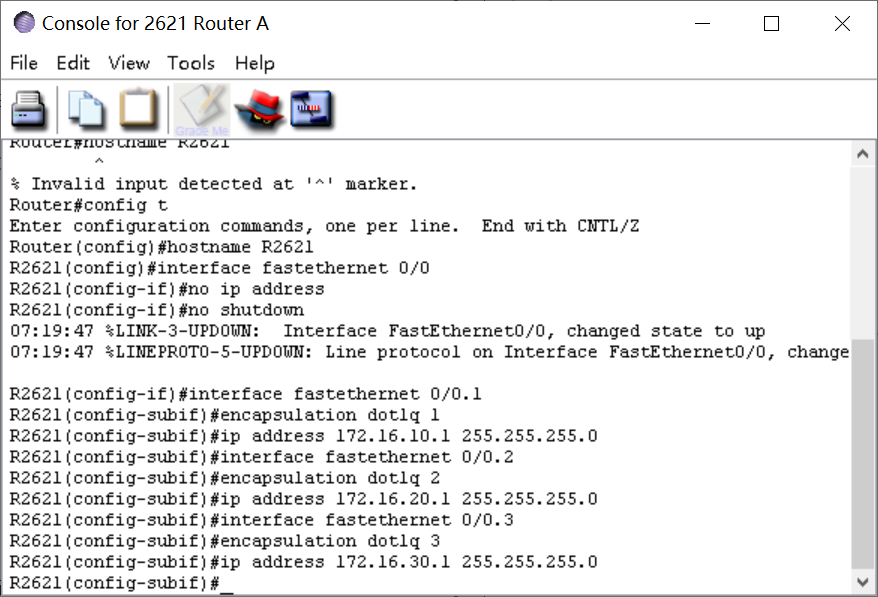 Console for 2621 Router A
File Edit View Tools Help
Grade Me
Router#hostname R2621
^
% Invalid input detected at '^' marker.
Router#config t
Enter configuration commands, one per line.  End with CNTL/Z
Router(config)#hostname R2621
R2621(config)#interface fastethernet 0/0
R2621(config-if)#no ip address
R2621(config-if)#no shutdown
07:19:47 %LINK-3-UPDOWN:  Interface FastEthernet0/0, changed state to up
07:19:47 %LINEPROTO-5-UPDOWN: Line protocol on Interface FastEthernet0/0, change
R2621(config-if)#interface fastethernet 0/0.1
R2621(config-subif)#encapsulation dot1q 1
R2621(config-subif)#ip address 172.16.10.1 255.255.255.0
R2621(config-subif)#interface fastethernet 0/0.2
R2621(config-subif)#encapsulation dot1q 2
R2621(config-subif)#ip address 172.16.20.1 255.255.255.0
R2621(config-subif)#interface fastethernet 0/0.3
R2621(config-subif)#encapsulation dot1q 3
R2621(config-subif)#ip address 172.16.30.1 255.255.255.0
R2621(config-subif)#_